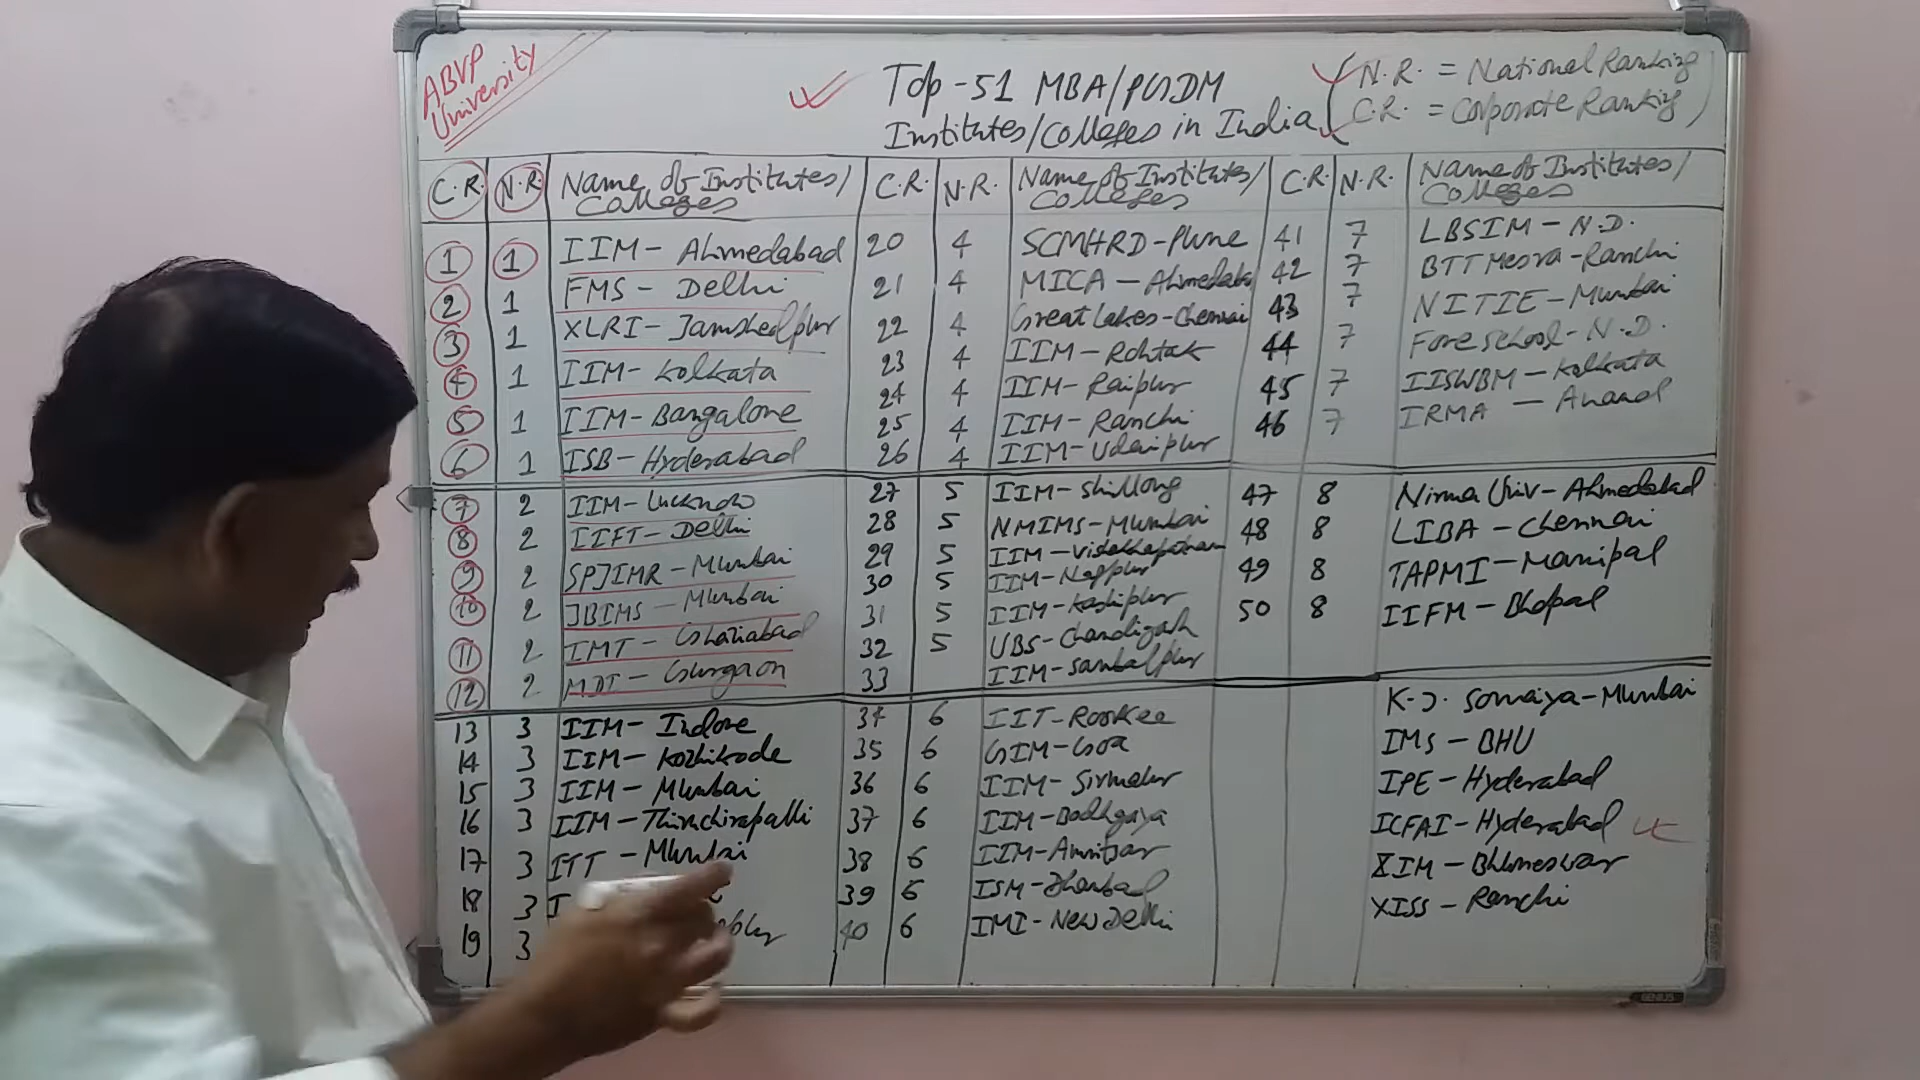 ABVP
University
Top-51 MBA/PGDM
Institutes/Colleges in India
N.R. = National Ranking
C.R. = Corporate Ranking
C.R. N.R. Name of Institutes/ Colleges C.R. N.R. Name of Institutes/ Colleges C.R. N.R. Name of Institutes/ Colleges
1 1 IIM - Ahmedabad 20 4 SCMHRD - Pune 41 7 LBSIM - N.D.
2 1 FMS - Delhi 21 4 MICA - Ahmedabad 42 7 BTT Mesra - Ranchi
3 1 XLRI - Jamshedpur 22 4 Great Lakes - Chennai 43 7 NITIE - Mumbai
4 1 IIM - Kolkata 23 4 IIM - Rohtak 44 7 Fore School - N.D.
5 1 IIM - Bangalore 24 4 IIM - Raipur 45 7 IISWBM - Kolkata
6 1 ISB - Hyderabad 25 4 IIM - Ranchi 46 7 IRMA - Anand
26 4 IIM - Udaipur
7 2 IIM - Lucknow 27 5 IIM - Shillong 47 8 Nirma Univ - Ahmedabad
8 2 IIFT - Delhi 28 5 NMIMS - Mumbai 48 8 LIBA - Chennai
9 2 SPJIMR - Mumbai 29 5 IIM - Visakhapatnam 49 8 TAPMI - Manipal
10 2 JBIMS - Mumbai 30 5 IIM - Nagpur 50 8 IIFM - Bhopal
11 2 IMT - Ghaziabad 31 5 IIM - Kashipur
12 2 MDI - Gurgaon 32 5 UBS - Chandigarh
33 IIM - Sambalpur
13 3 IIM - Indore 34 6 IIT - Roorkee K.J. Somaiya - Mumbai
14 3 IIM - Kozhikode 35 6 GIM - Goa IMS - BHU
15 3 IIM - Mumbai 36 6 IIM - Sirmaur IPE - Hyderabad
16 3 IIM - Thiruchirapalli 37 6 IIM - Bodhgaya ICFAI - Hyderabad
17 3 ITT - Mumbai 38 6 IIM - Amritsar XIM - Bhuneswar
18 3 39 6 ISM - Dhanbad XISS - Ranchi
19 3 40 6 IMI - New Delhi
GENIUS